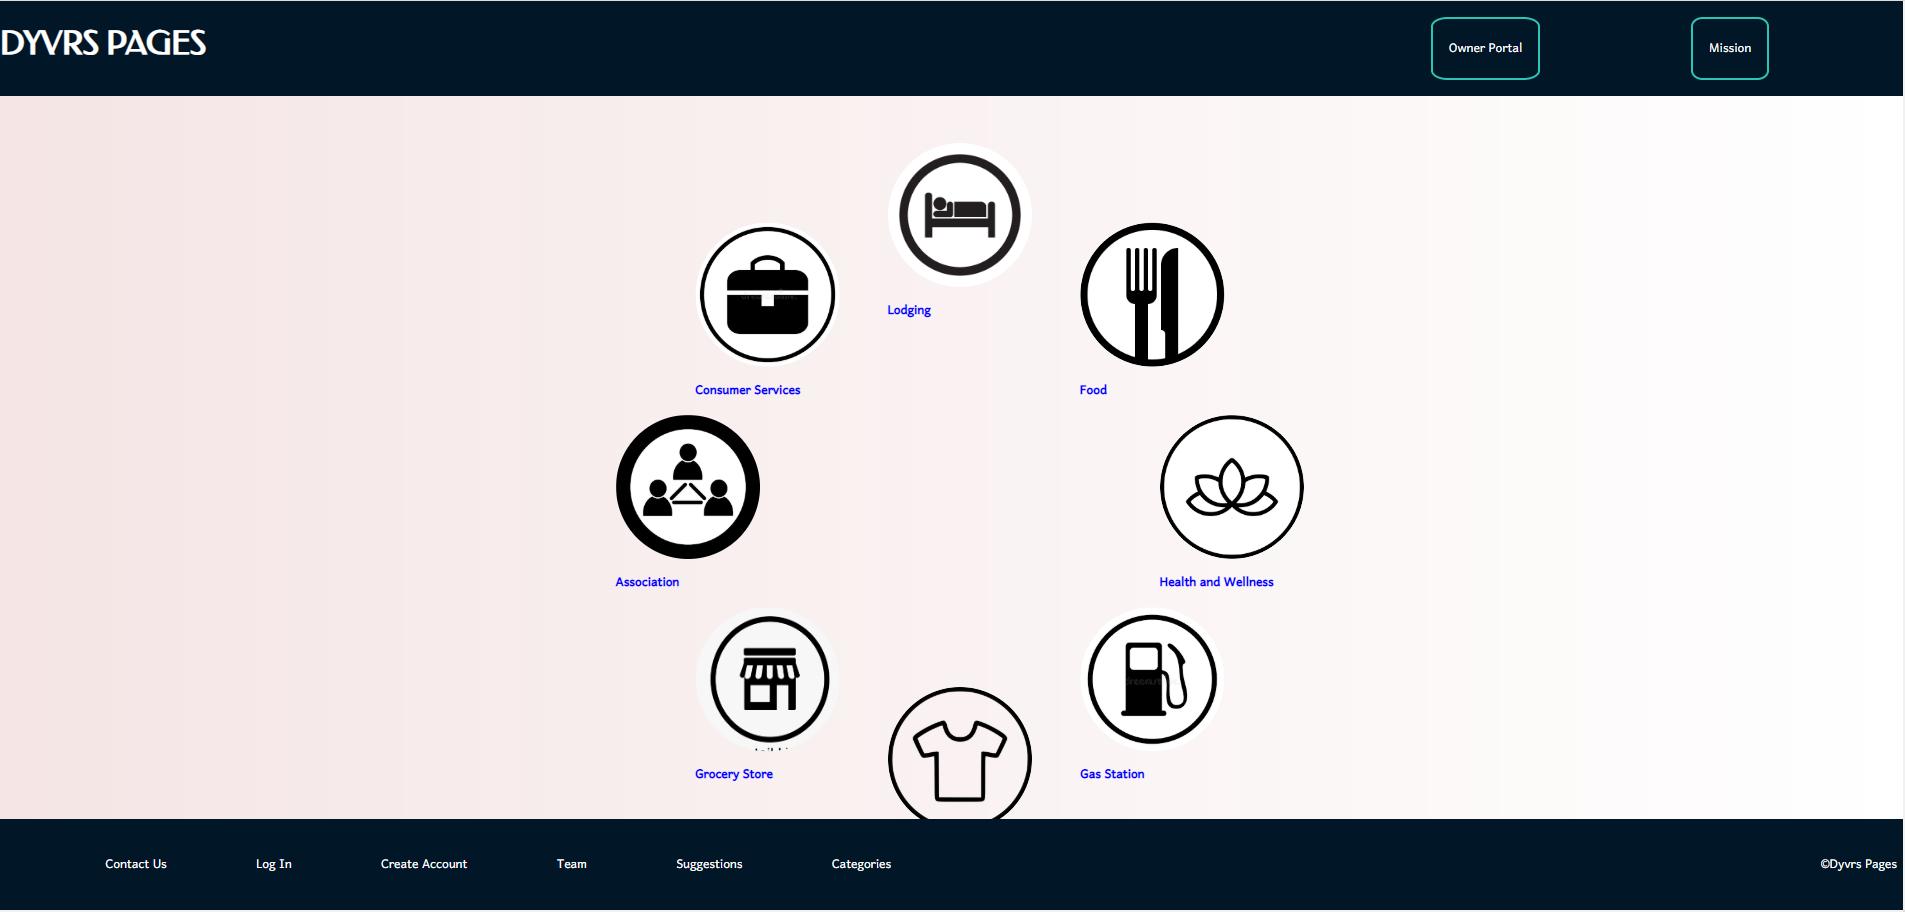 DYVRS PAGES
Owner Portal
Mission
Lodging
Consumer Services
Food
Association
Health and Wellness
Grocery Store
Gas Station
Contact Us
Log In
Create Account
Team
Suggestions
Categories
©Dyvrs Pages